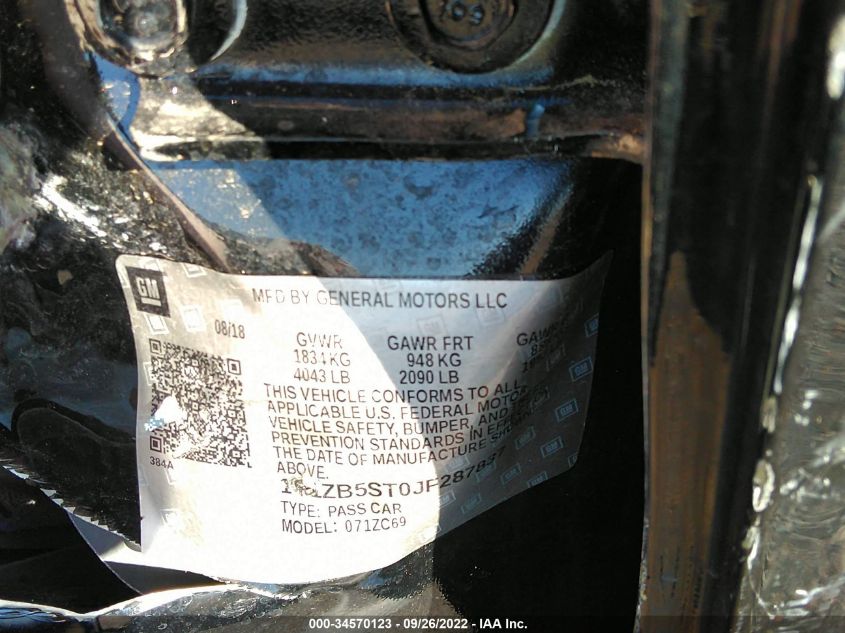 GM
MFD BY GENERAL MOTORS LLC
08/18
GVWR GAWR FRT
1834 KG 948 KG
4043 LB 2090 LB
THIS VEHICLE CONFORMS TO ALL
APPLICABLE U.S. FEDERAL MOTOR
VEHICLE SAFETY, BUMPER, AND
PREVENTION STANDARDS IN EFFECT
THE DATE OF MANUFACTURE SHOWN
ABOVE
384A
TYPE: PASS CAR
MODEL: 071ZC69
000-34570123 - 09/26/2022 - IAA Inc.